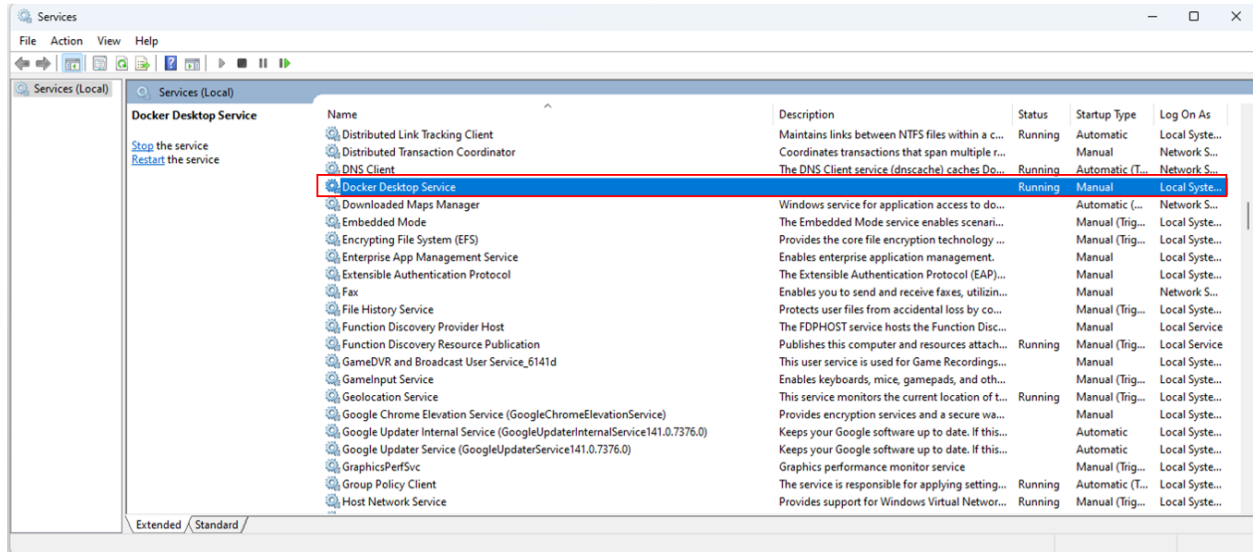 Services
File Action View Help
Services (Local)
Services (Local)
Docker Desktop Service
Stop the service
Restart the service
Name Description Status Startup Type Log On As
Distributed Link Tracking Client Maintains links between NTFS files within a c... Running Automatic Local Syste...
Distributed Transaction Coordinator Coordinates transactions that span multiple r... Manual Network S...
DNS Client The DNS Client service (dnscache) caches Do... Running Automatic (T... Network S...
Docker Desktop Service Running Manual Local Syste...
Downloaded Maps Manager Windows service for application access to do... Automatic (... Network S...
Embedded Mode The Embedded Mode service enables scenari... Manual (Trig... Local Syste...
Encrypting File System (EFS) Provides the core file encryption technology ... Manual (Trig... Local Syste...
Enterprise App Management Service Enables enterprise application management. Manual Local Syste...
Extensible Authentication Protocol The Extensible Authentication Protocol (EAP)... Manual Local Syste...
Fax Enables you to send and receive faxes, utilizin... Manual Network S...
File History Service Protects user files from accidental loss by co... Manual (Trig... Local Syste...
Function Discovery Provider Host The FDPHOST service hosts the Function Disc... Manual Local Service
Function Discovery Resource Publication Publishes this computer and resources attach... Running Manual (Trig... Local Service
GameDVR and Broadcast User Service_6141d This user service is used for Game Recordings... Manual Local Syste...
GameInput Service Enables keyboards, mice, gamepads, and oth... Manual (Trig... Local Syste...
Geolocation Service This service monitors the current location of t... Running Manual (Trig... Local Syste...
Google Chrome Elevation Service (GoogleChromeElevationService) Provides encryption services and a secure wa... Manual Local Syste...
Google Updater Internal Service (GoogleUpdaterInternalService141.0.7376.0) Keeps your Google software up to date. If this... Automatic Local Syste...
Google Updater Service (GoogleUpdaterService141.0.7376.0) Keeps your Google software up to date. If this... Automatic Local Syste...
GraphicsPerfSvc Graphics performance monitor service Manual (Trig... Local Syste...
Group Policy Client The service is responsible for applying setting... Running Automatic (T... Local Syste...
Host Network Service Provides support for Windows Virtual Networ... Running Manual (Trig... Local Syste...
Extended Standard